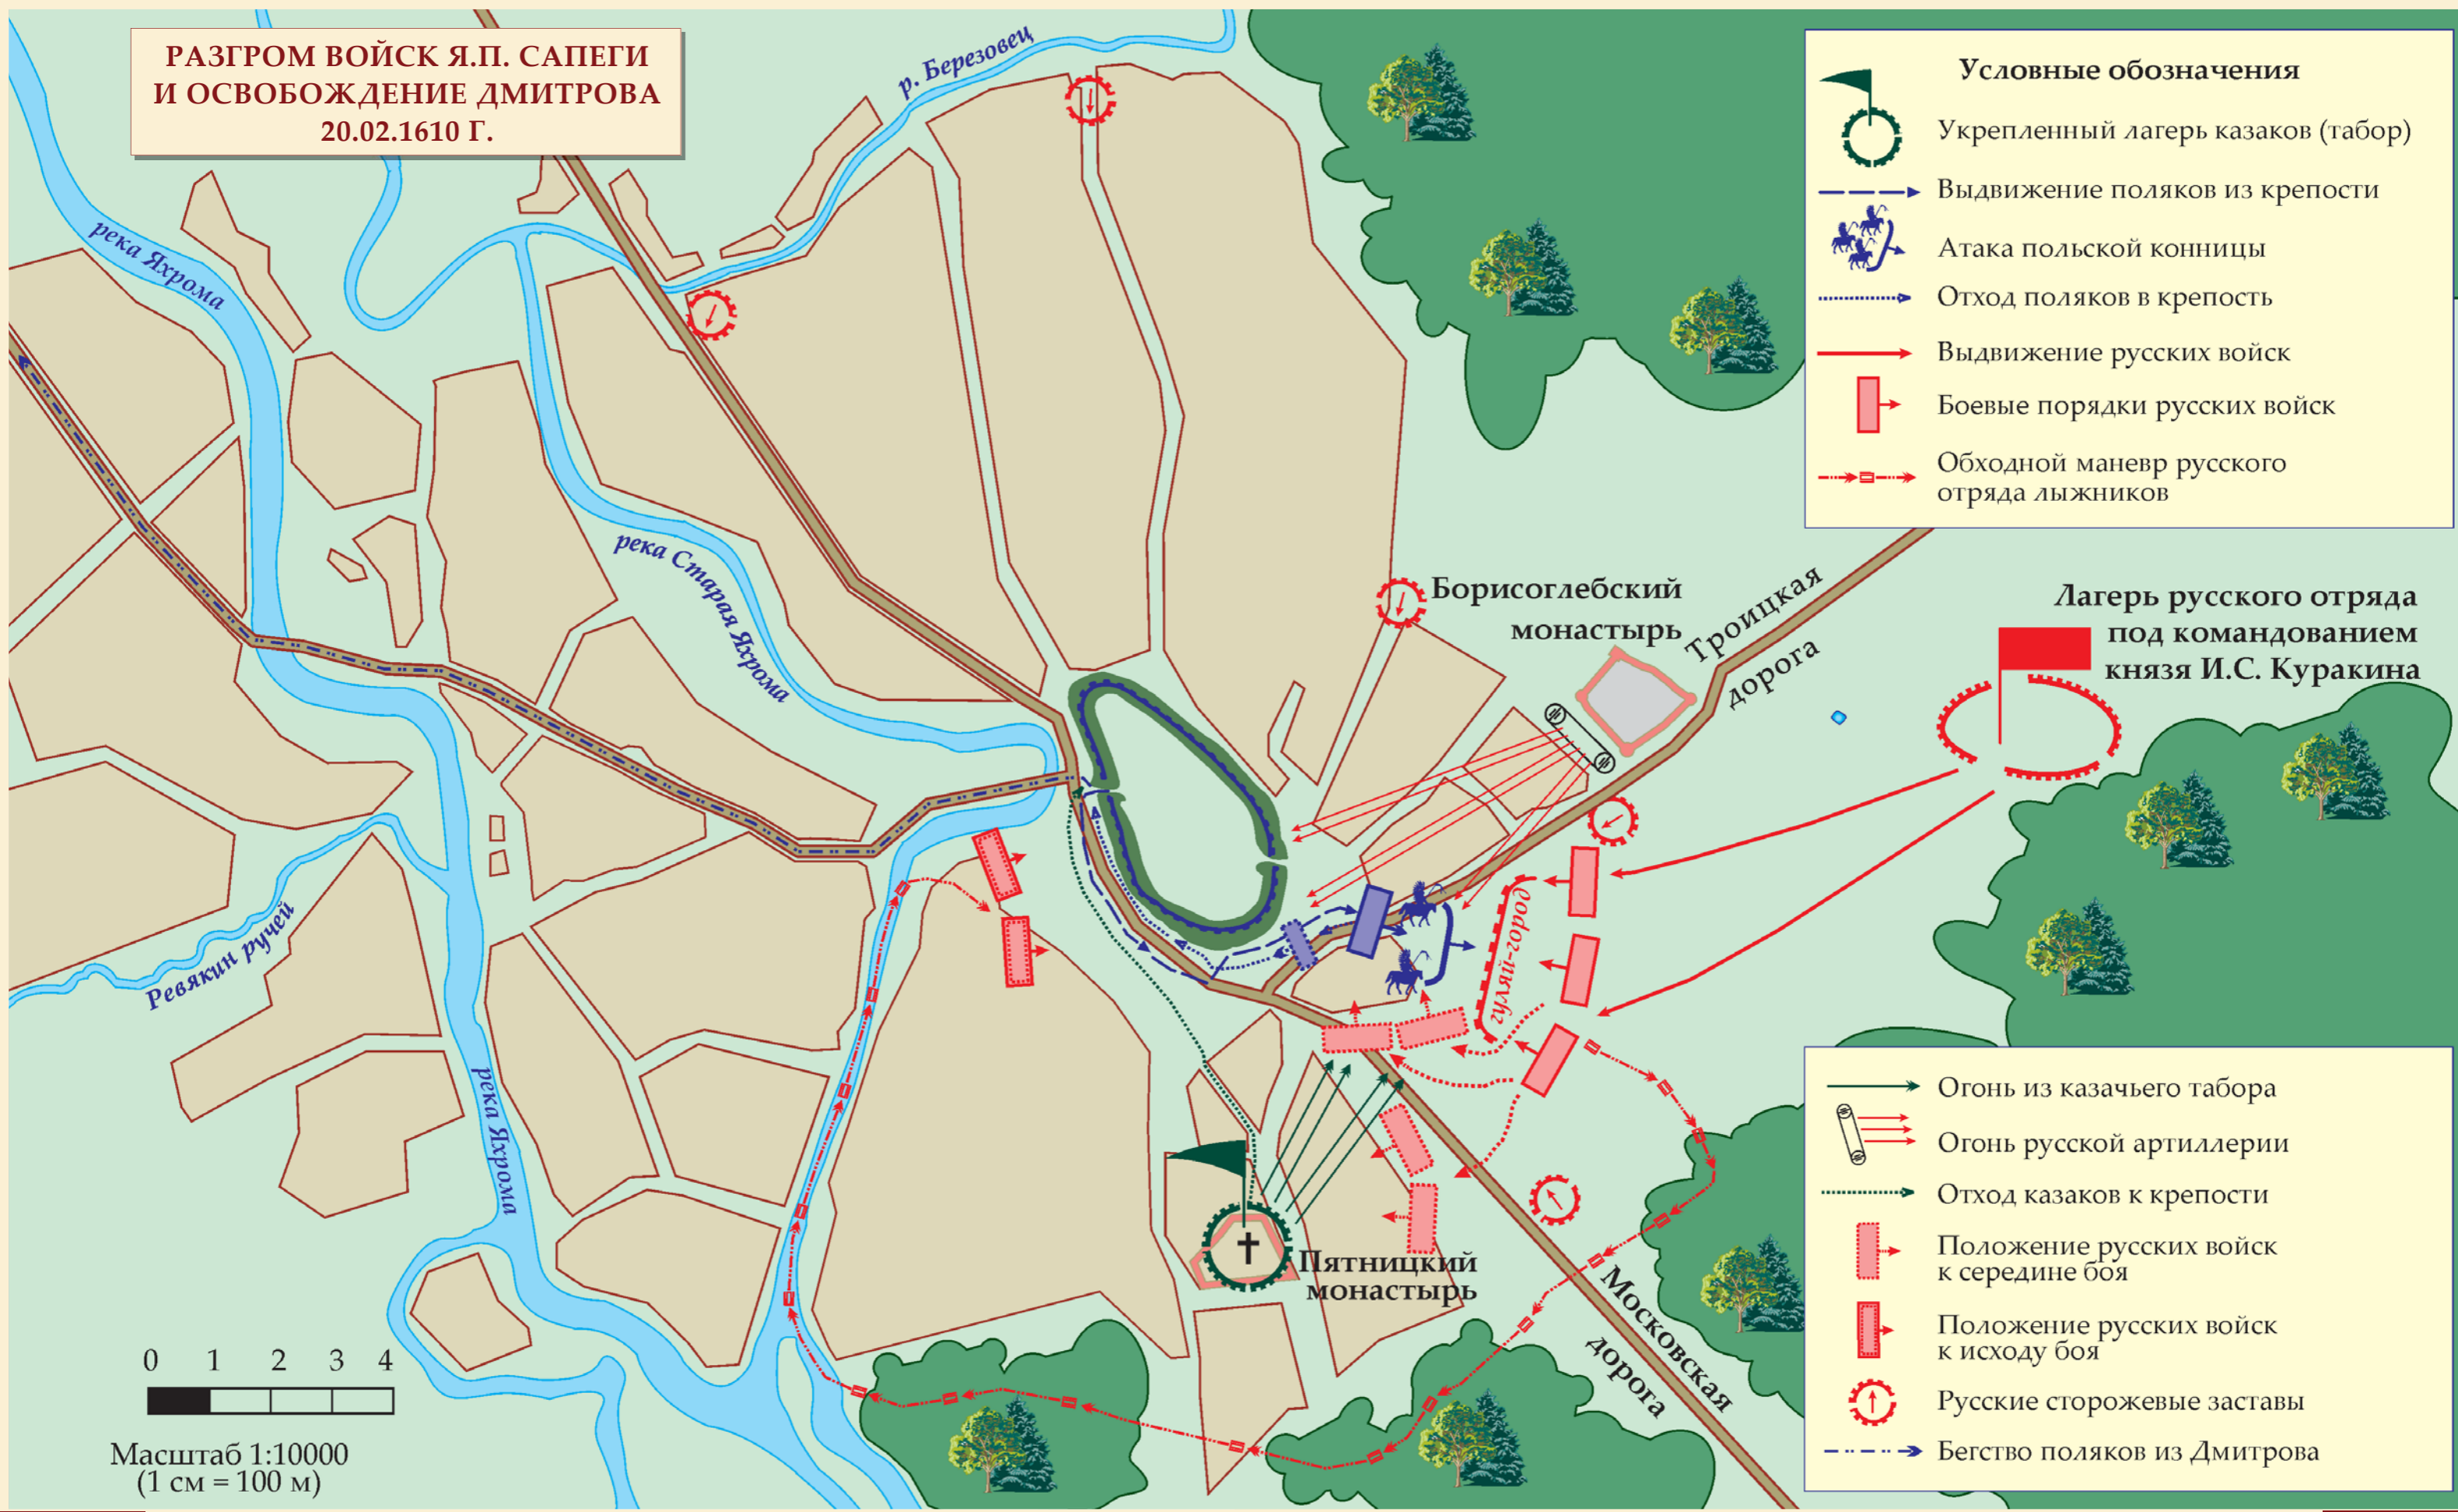 РАЗГРОМ ВОЙСК Я.П. САПЕГИ
И ОСВОБОЖДЕНИЕ ДМИТРОВА
20.02.1610 Г.
Условные обозначения
Укрепленный лагерь казаков (табор)
Выдвижение поляков из крепости
Атака польской конницы
Отход поляков в крепость
Выдвижение русских войск
Боевые порядки русских войск
Обходной маневр русского
отряда лыжников
р. Березовец
река Яхрома
река Старая Яхрома
Борисоглебский
монастырь
Троицкая
дорога
Лагерь русского отряда
под командованием
князя И.С. Куракина
гуляй-город
Ревякин ручей
река Яхрома
Пятницкий
монастырь
Московская
дорога
0 1 2 3 4
Масштаб 1:10000
(1 см = 100 м)
Огонь из казачьего табора
Огонь русской артиллерии
Отход казаков к крепости
Положение русских войск
к середине боя
Положение русских войск
к исходу боя
Русские сторожевые заставы
Бегство поляков из Дмитрова